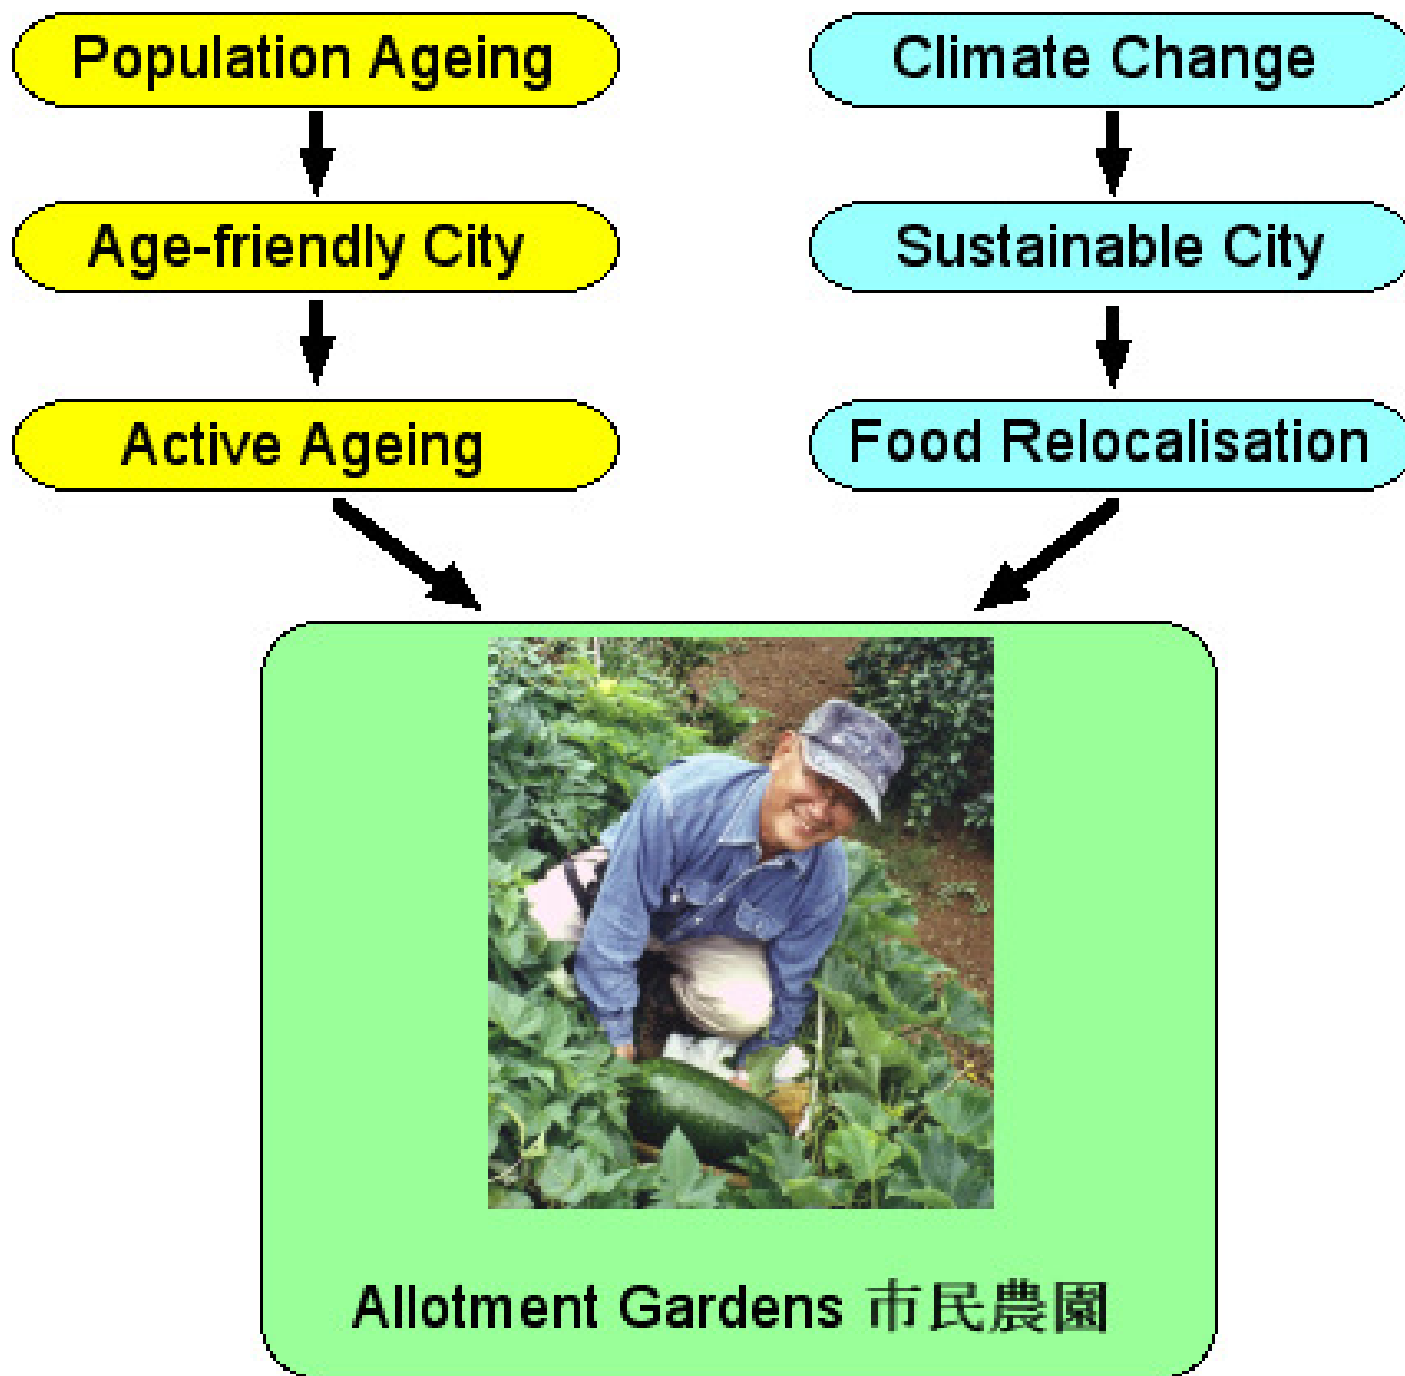 Population Ageing
Age-friendly City
Active Ageing
Climate Change
Sustainable City
Food Relocalisation
Allotment Gardens 市民農園